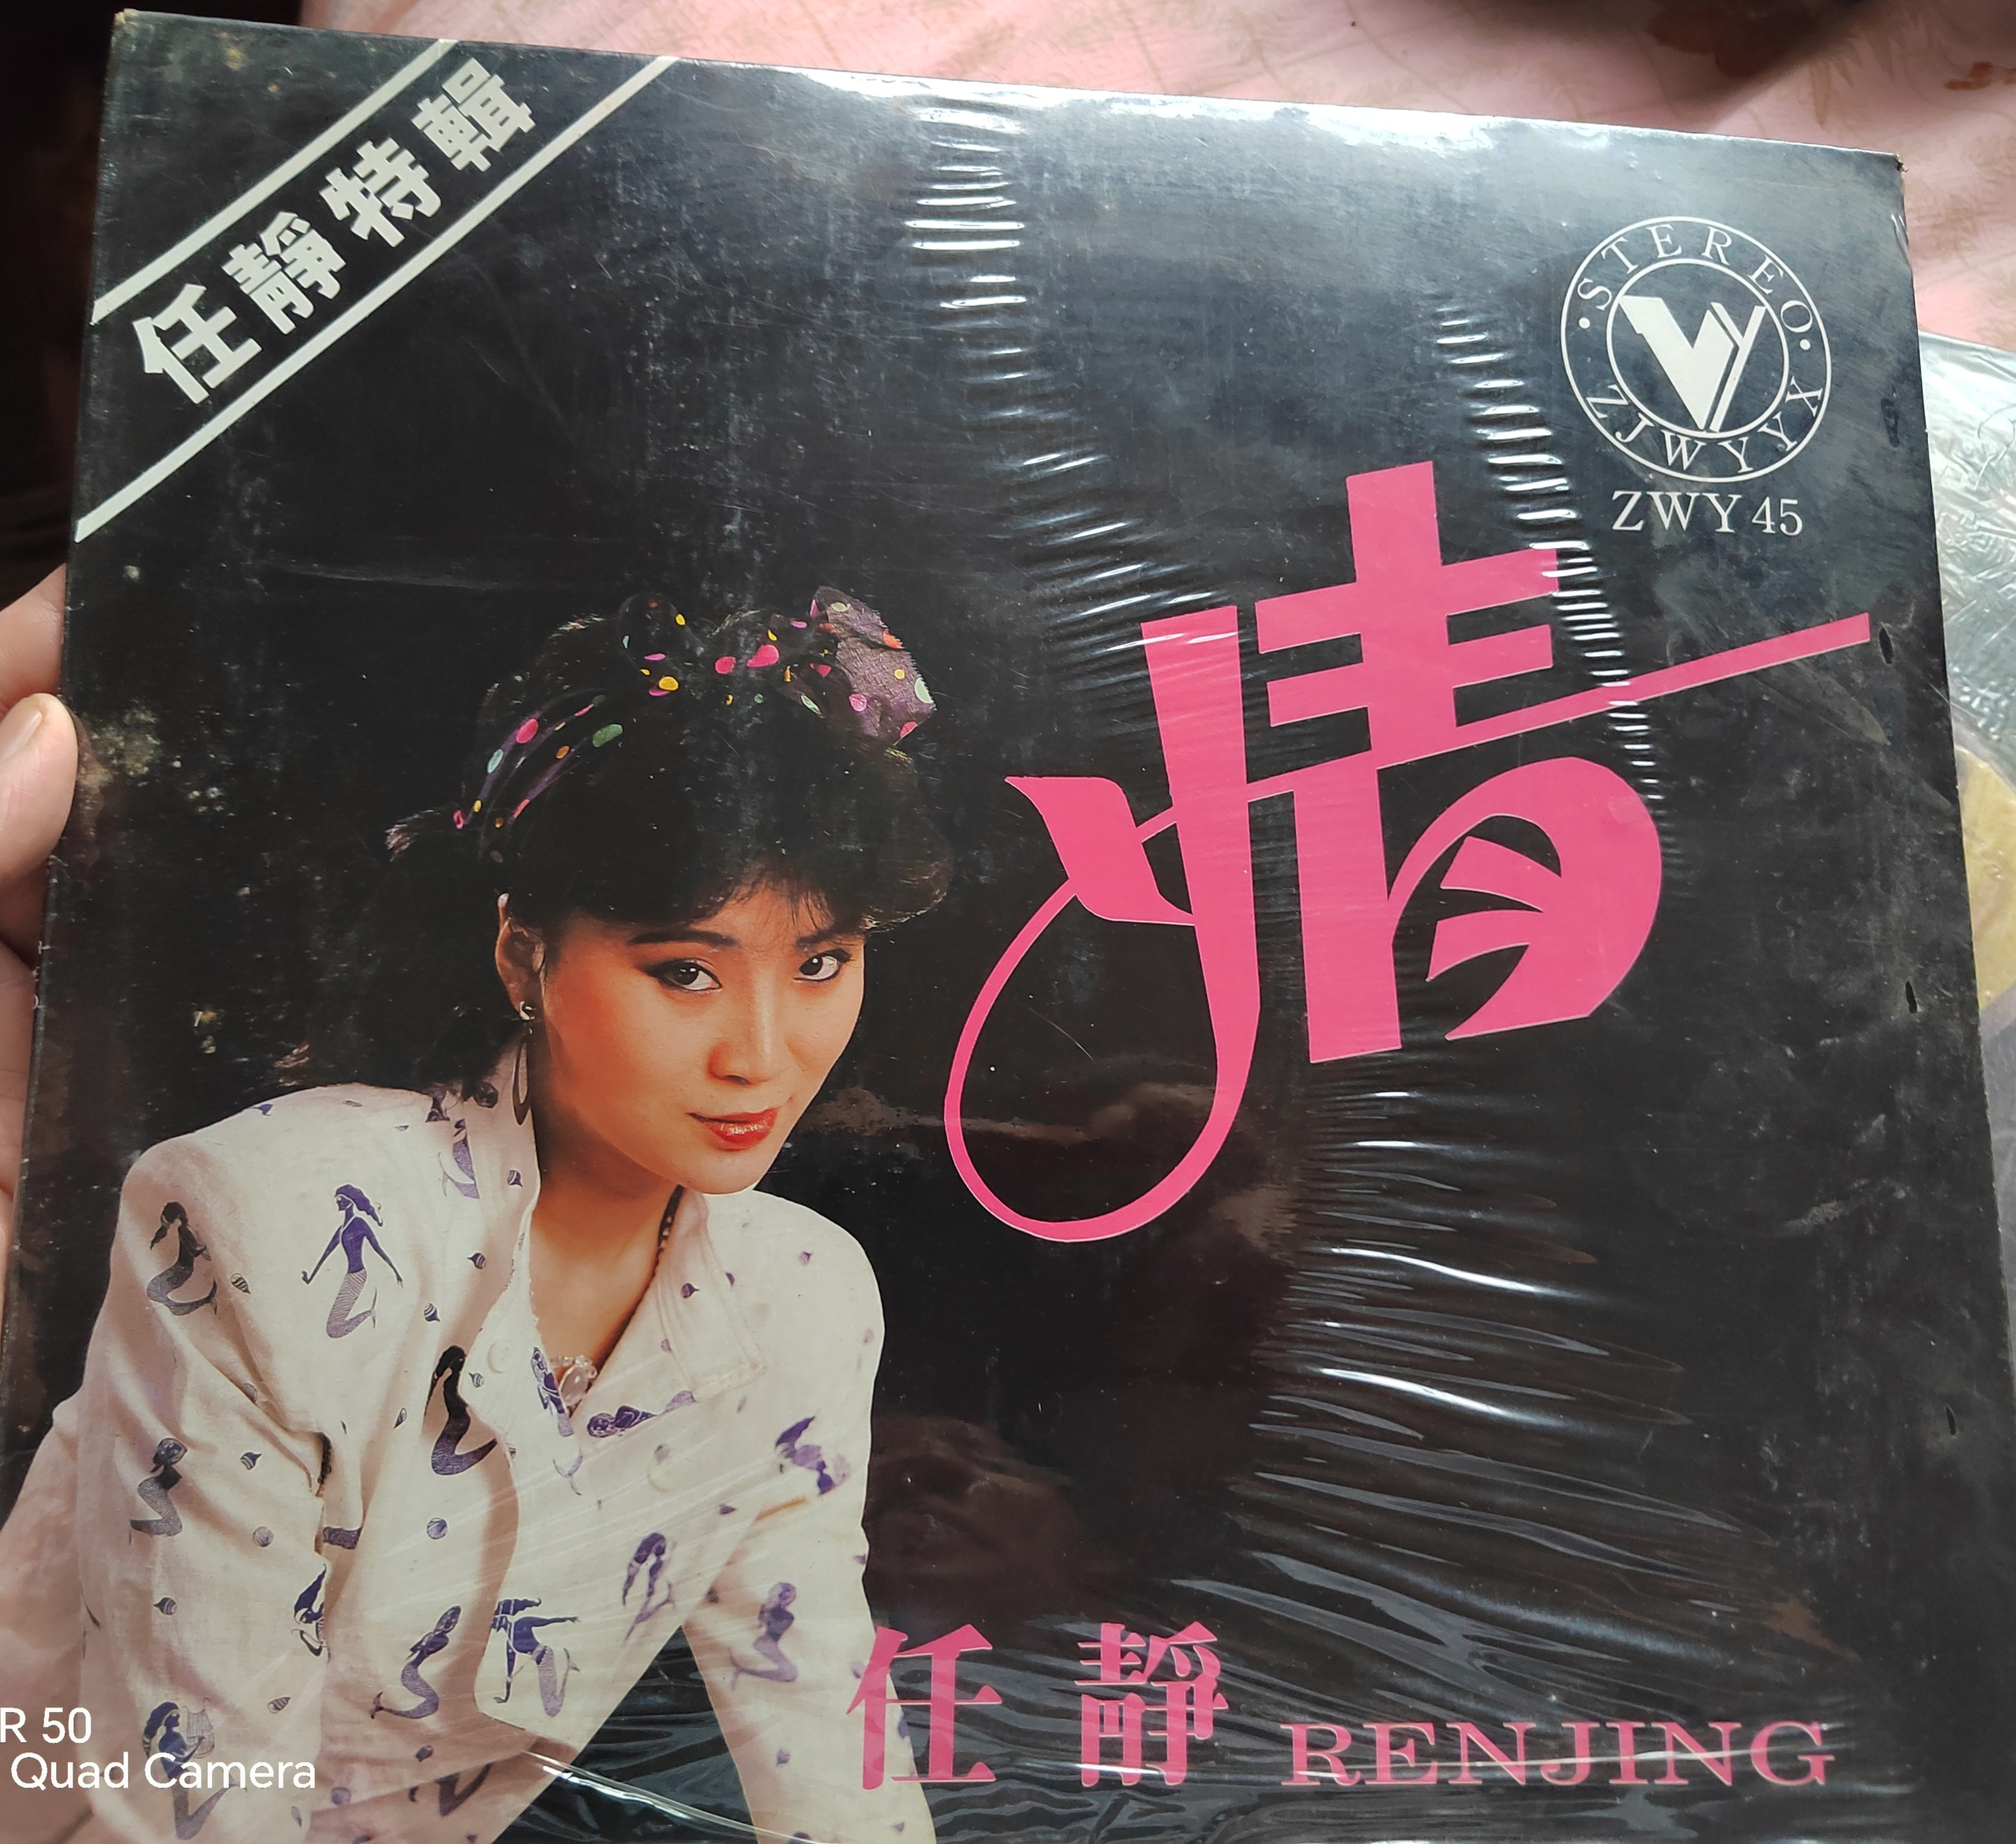 任靜特輯
STEREO
ZJWYYX
ZWY 45
情
任靜 RENJING
R 50
Quad Camera